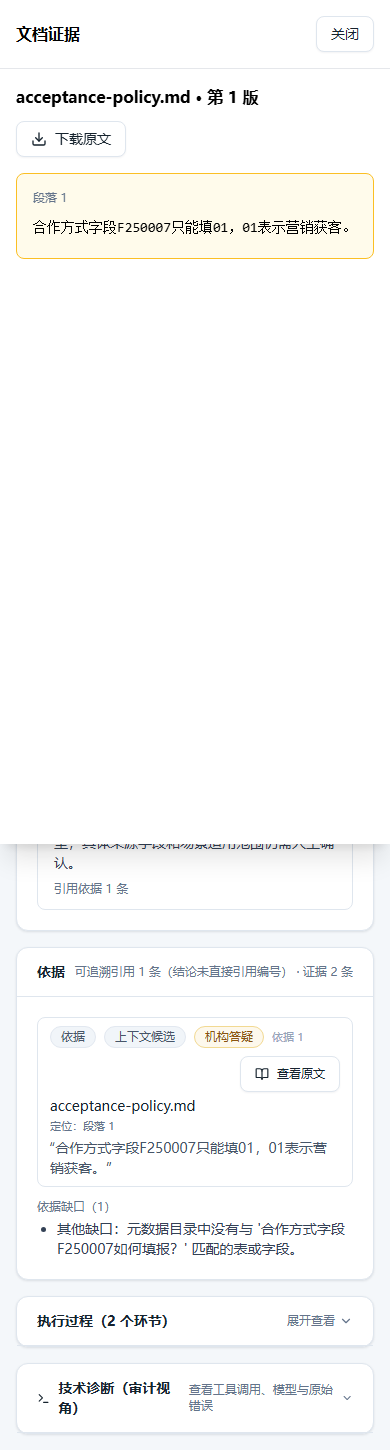 文档证据
关闭
acceptance-policy.md • 第 1 版
下载原文
段落 1
合作方式字段F250007只能填01，01表示营销获客。
认。
引用依据 1 条
依据
可追溯引用 1 条（结论未直接引用编号） · 证据 2 条
依据
上下文候选
机构答疑
依据 1
查看原文
acceptance-policy.md
定位：段落 1
“合作方式字段F250007只能填01，01表示营
销获客。”
依据缺口（1）
• 其他缺口：元数据目录中没有与 '合作方式字段
F250007如何填报？' 匹配的表或字段。
执行过程（2 个环节）
展开查看
技术诊断（审计视
角）
查看工具调用、模型与原始
错误